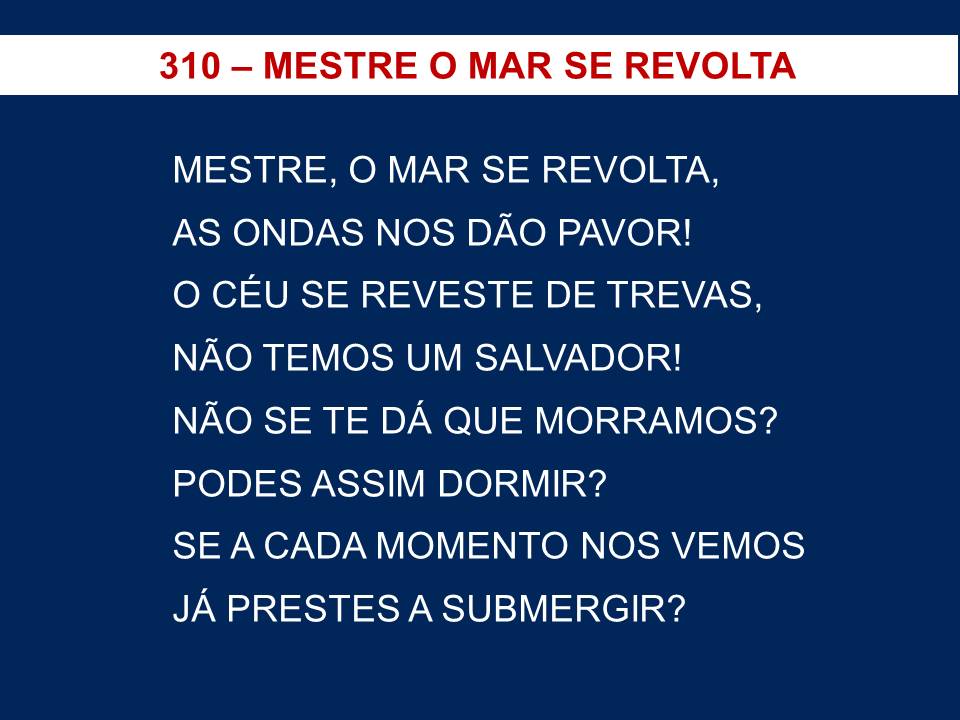 310 – MESTRE O MAR SE REVOLTA
MESTRE, O MAR SE REVOLTA,
AS ONDAS NOS DÃO PAVOR!
O CÉU SE REVESTE DE TREVAS,
NÃO TEMOS UM SALVADOR!
NÃO SE TE DÁ QUE MORRAMOS?
PODES ASSIM DORMIR?
SE A CADA MOMENTO NOS VEMOS
JÁ PRESTES A SUBMERGIR?